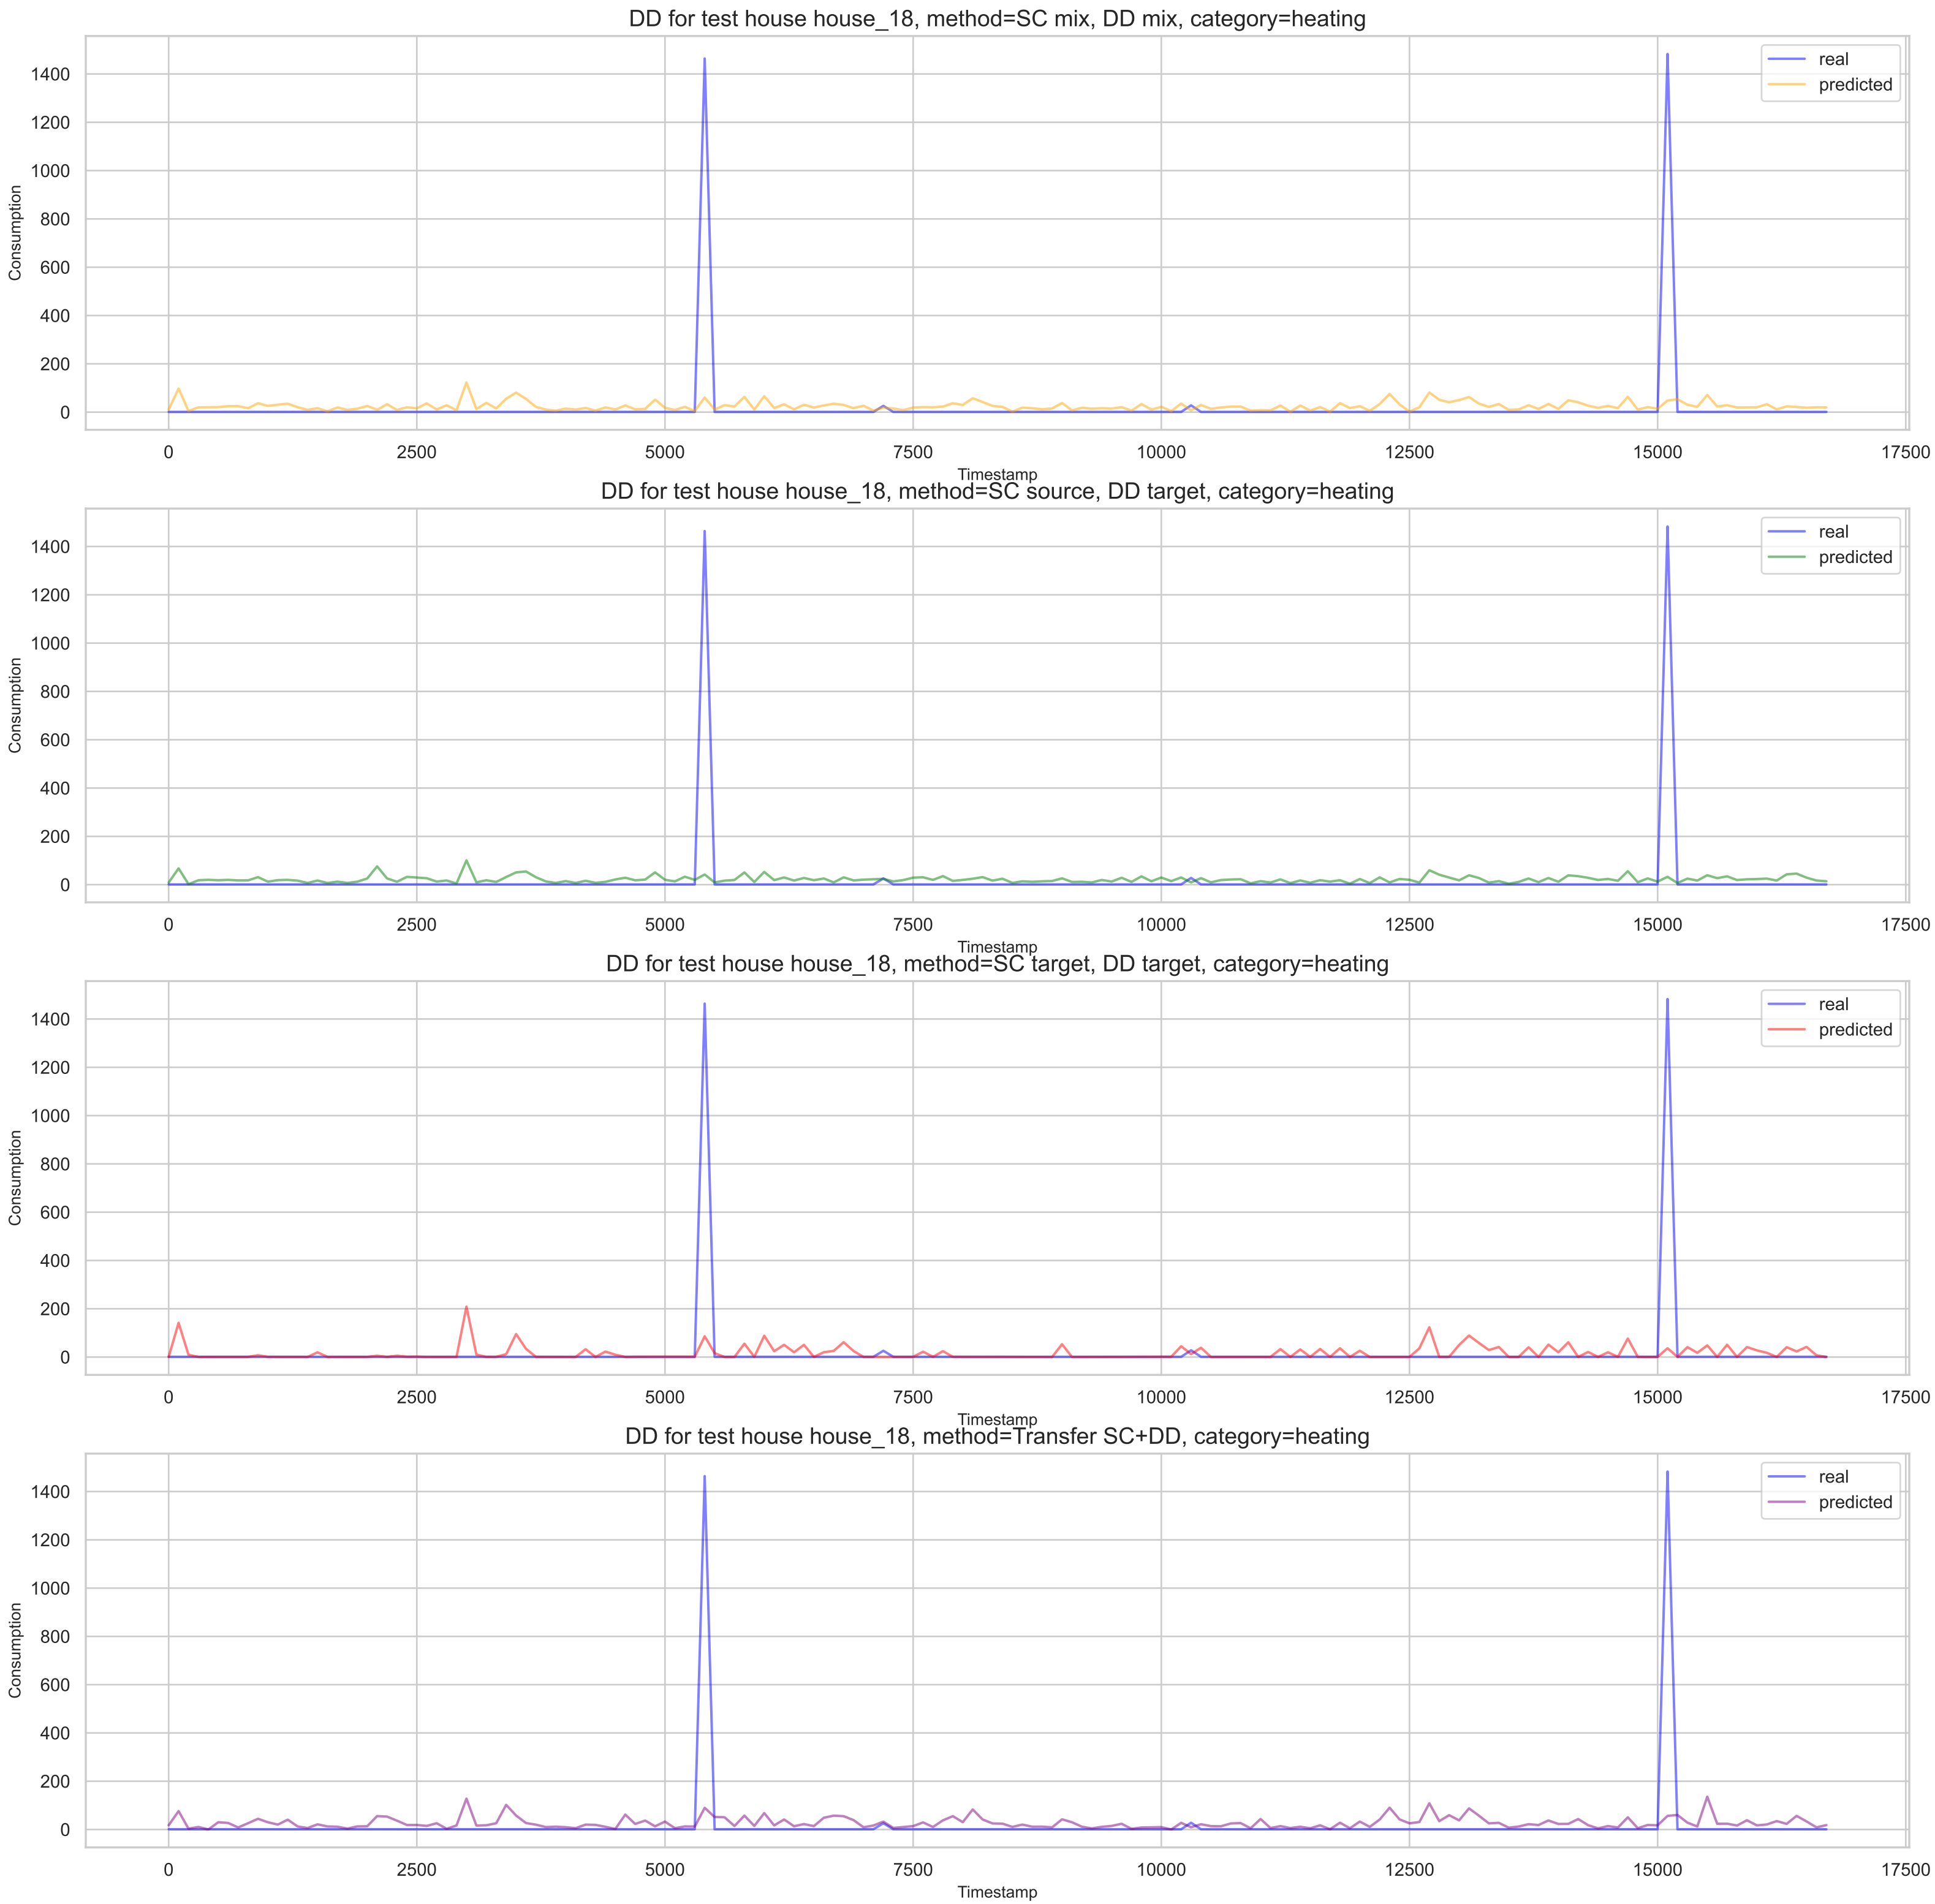 DD for test house house_18, method=SC mix, DD mix, category=heating
real
predicted
1400
1200
1000
800
600
400
200
0
Consumption
0 2500 5000 7500 10000 12500 15000 17500
Timestamp
DD for test house house_18, method=SC source, DD target, category=heating
real
predicted
1400
1200
1000
800
600
400
200
0
Consumption
0 2500 5000 7500 10000 12500 15000 17500
Timestamp
DD for test house house_18, method=SC target, DD target, category=heating
real
predicted
1400
1200
1000
800
600
400
200
0
Consumption
0 2500 5000 7500 10000 12500 15000 17500
Timestamp
DD for test house house_18, method=Transfer SC+DD, category=heating
real
predicted
1400
1200
1000
800
600
400
200
0
Consumption
0 2500 5000 7500 10000 12500 15000 17500
Timestamp